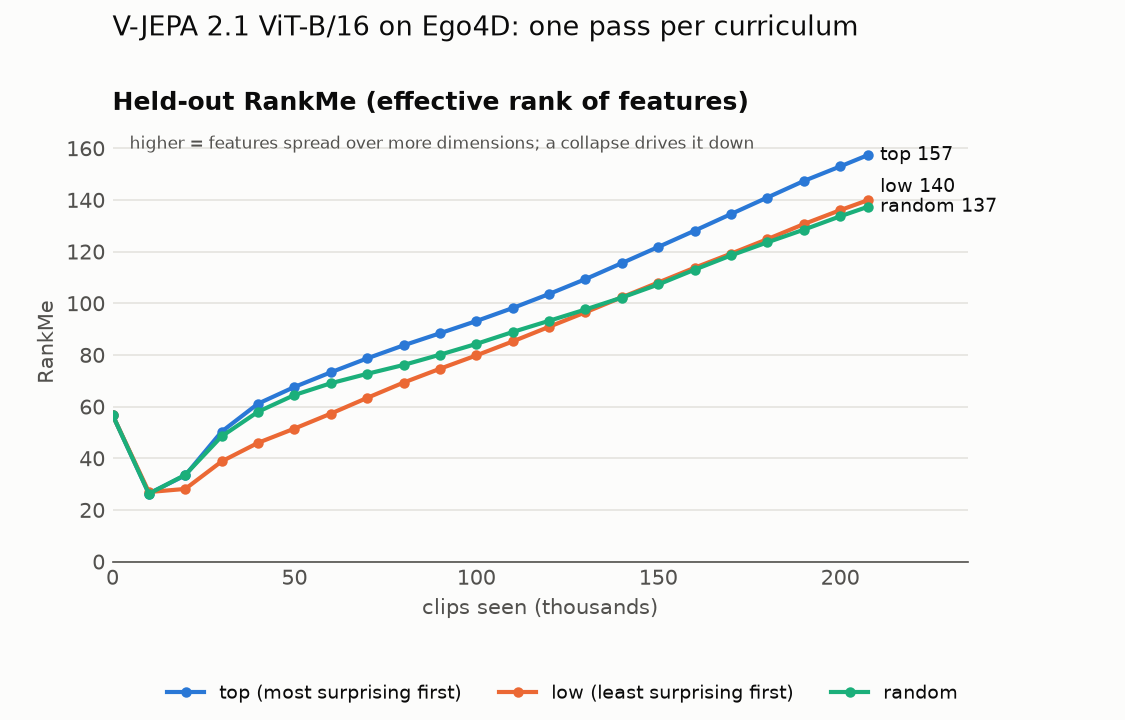 V-JEPA 2.1 ViT-B/16 on Ego4D: one pass per curriculum
Held-out RankMe (effective rank of features)
higher = features spread over more dimensions; a collapse drives it down
160
140
120
100
80
60
40
20
0
RankMe
top 157
low 140
random 137
0 50 100 150 200
clips seen (thousands)
top (most surprising first) low (least surprising first) random